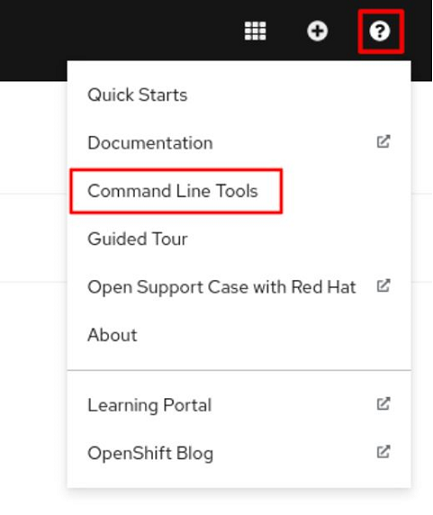 Quick Starts
Documentation
Command Line Tools
Guided Tour
Open Support Case with Red Hat
About
Learning Portal
OpenShift Blog